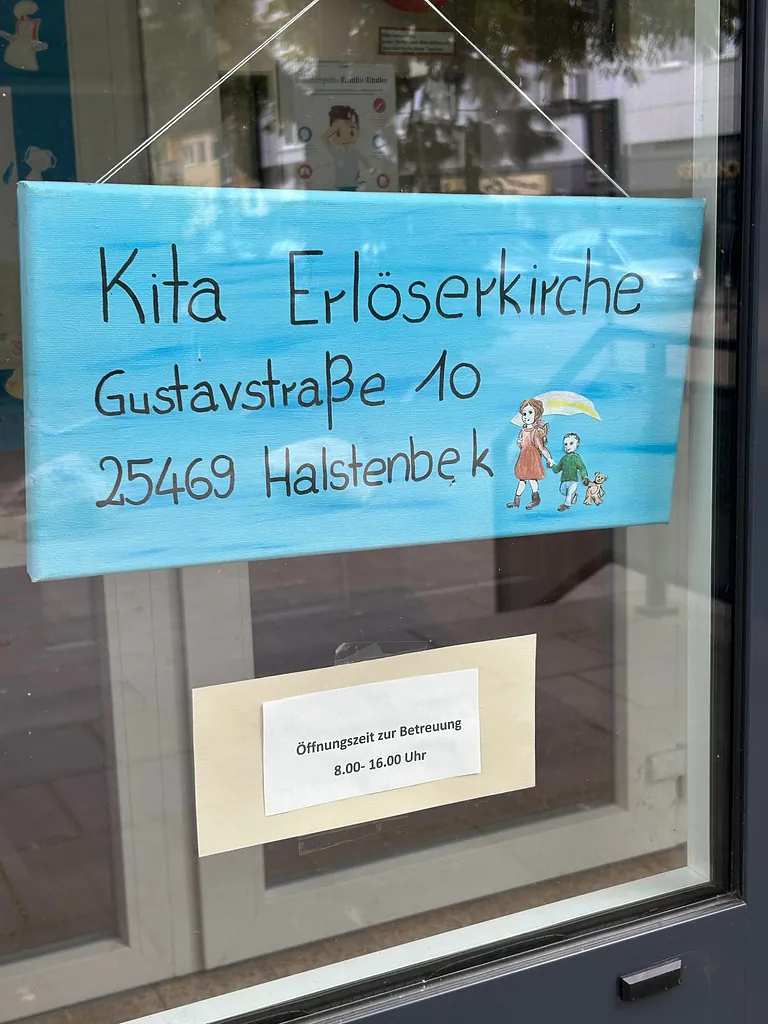 Kita Erlöserkirche
Gustavstraße 10
25469 Halstenbek
Öffnungszeit zur Betreuung
8.00- 16.00 Uhr